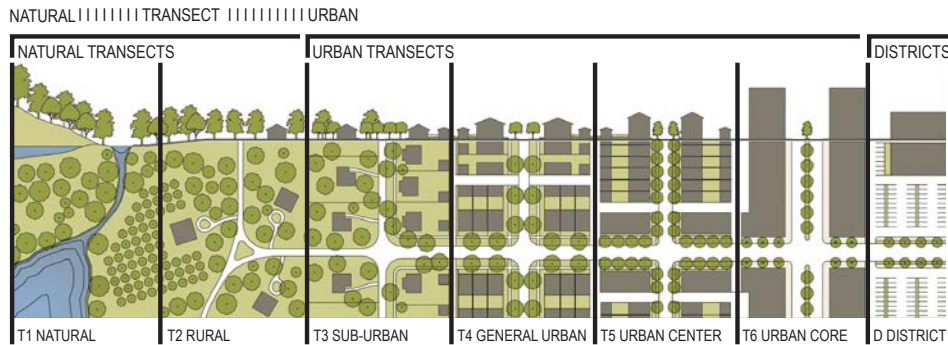 NATURAL I I I I I I I I TRANSECT I I I I I I I I I I URBAN
NATURAL TRANSECTS
URBAN TRANSECTS
DISTRICTS
T1 NATURAL
T2 RURAL
T3 SUB-URBAN
T4 GENERAL URBAN
T5 URBAN CENTER
T6 URBAN CORE
D DISTRICT